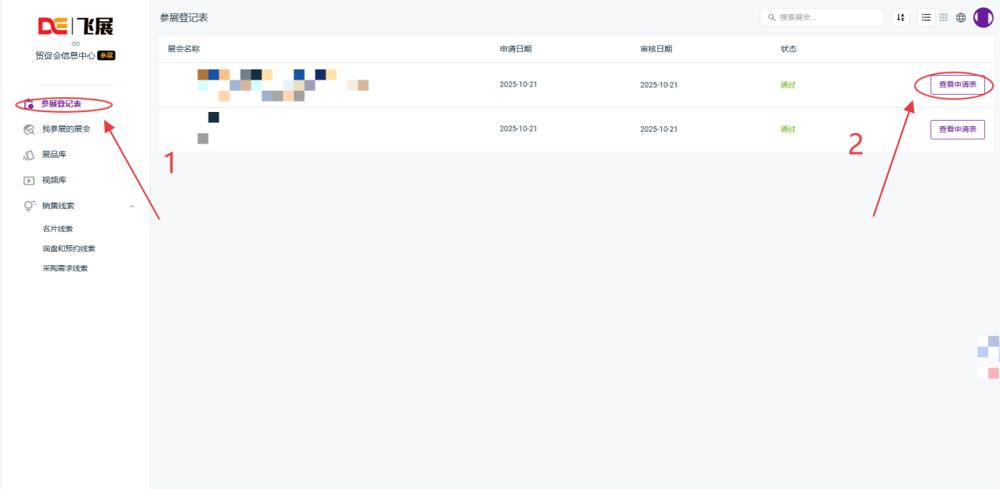 DE|飞展
贸促会信息中心 参展
参展登记表
我参展的展会
展品库
视频库
销售线索
名片线索
询盘和预约线索
采购需求线索
参展登记表
搜索展会...
展会名称 申请日期 审核日期 状态
2025-10-21 2025-10-21 通过 查看申请表
2025-10-21 2025-10-21 通过 查看申请表
1
2